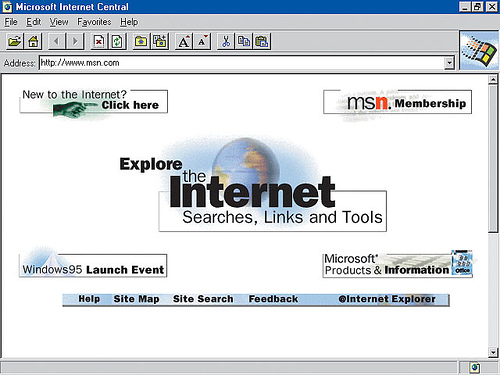 Microsoft Internet Central
File Edit View Favorites Help
Address: http://www.msn.com
New to the Internet?
Click here
msn. Membership
Explore
the
Internet
Searches, Links and Tools
Windows95 Launch Event
Microsoft
Products & Information
Office
Help Site Map Site Search Feedback @Internet Explorer